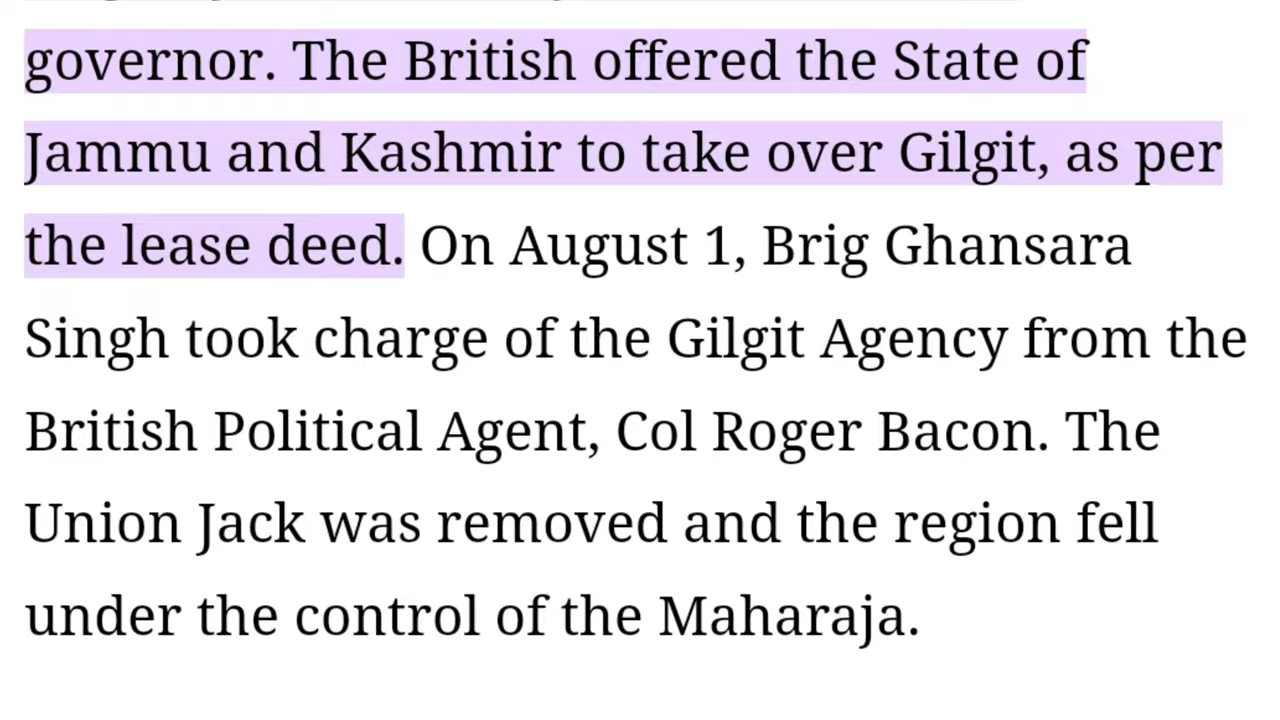 governor. The British offered the State of
Jammu and Kashmir to take over Gilgit, as per
the lease deed. On August 1, Brig Ghansara
Singh took charge of the Gilgit Agency from the
British Political Agent, Col Roger Bacon. The
Union Jack was removed and the region fell
under the control of the Maharaja.